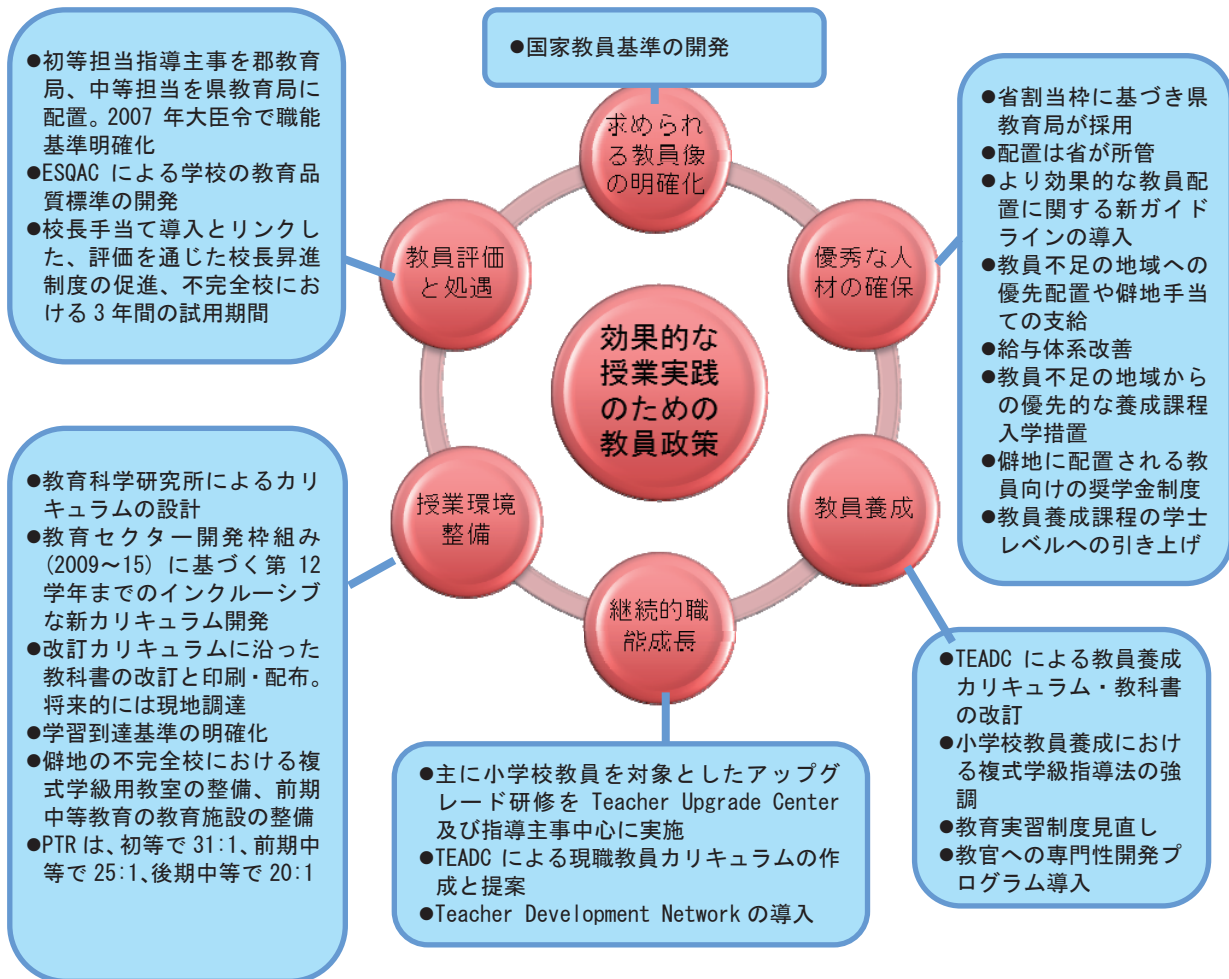 ●国家教員基準の開発
●初等担当指導主事を郡教育
局、中等担当を県教育局に
配置。2007 年大臣令で職能
基準明確化
●ESQAC による学校の教育品
質標準の開発
●校長手当て導入とリンクし
た、評価を通じた校長昇進
制度の促進、不完全校にお
ける 3 年間の試用期間
求められ
る教員像
の明確化
●省割当枠に基づき県
教育局が採用
●配置は省が所管
●より効果的な教員配
置に関する新ガイド
ラインの導入
●教員不足の地域への
優先配置や僻地手当
ての支給
●給与体系改善
●教員不足の地域から
の優先的な養成課程
入学措置
●僻地に配置される教
員向けの奨学金制度
●教員養成課程の学士
レベルへの引き上げ
教員評価
と処遇
優秀な人
材の確保
効果的な
授業実践
のための
教員政策
●教育科学研究所によるカリ
キュラムの設計
●教育セクター開発枠組み
(2009～15) に基づく第 12
学年までのインクルーシブ
な新カリキュラム開発
●改訂カリキュラムに沿った
教科書の改訂と印刷・配布。
将来的には現地調達
●学習到達基準の明確化
●僻地の不完全校における複
式学級用教室の整備、前期
中等教育の教育施設の整備
●PTR は、初等で 31:1、前期中
等で 25:1、後期中等で 20:1
授業環境
整備
教員養成
継続的職
能成長
●TEADC による教員養成
カリキュラム・教科書
の改訂
●小学校教員養成におけ
る複式学級指導法の強
調
●教育実習制度見直し
●教官への専門性開発プ
ログラム導入
●主に小学校教員を対象としたアップグ
レード研修を Teacher Upgrade Center
及び指導主事中心に実施
●TEADC による現職教員カリキュラムの作
成と提案
●Teacher Development Network の導入